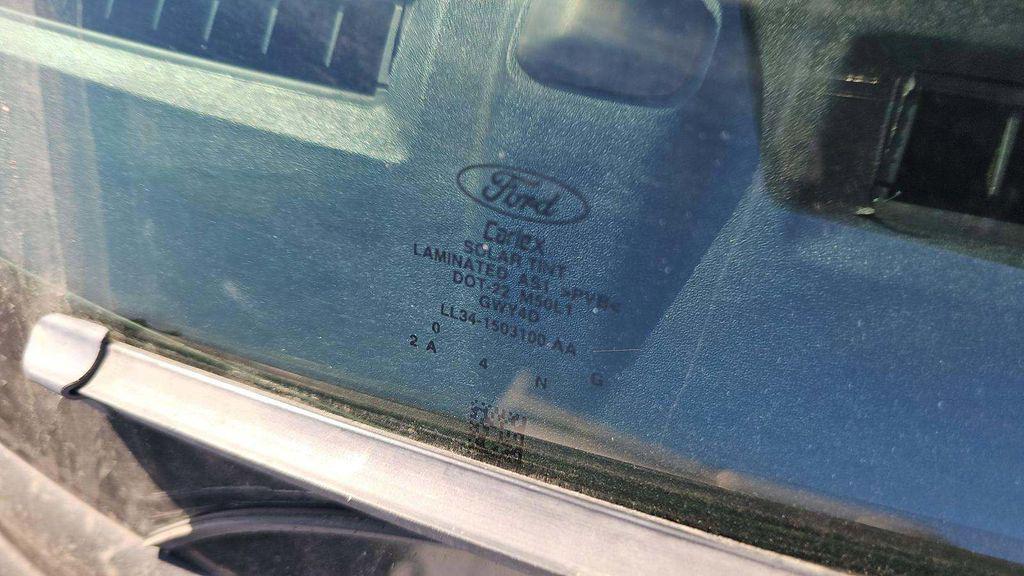 Ford
Carlex
SOLAR TINT
LAMINATED AS1 >PVB<
DOT-22 M50L1
GWY4D
LL34-1503100-AA
0
2 A 4 N G